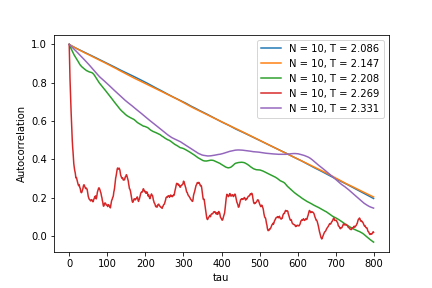 1.0
0.8
0.6
0.4
0.2
0.0
Autocorrelation
N = 10, T = 2.086
N = 10, T = 2.147
N = 10, T = 2.208
N = 10, T = 2.269
N = 10, T = 2.331
0 100 200 300 400 500 600 700 800
tau